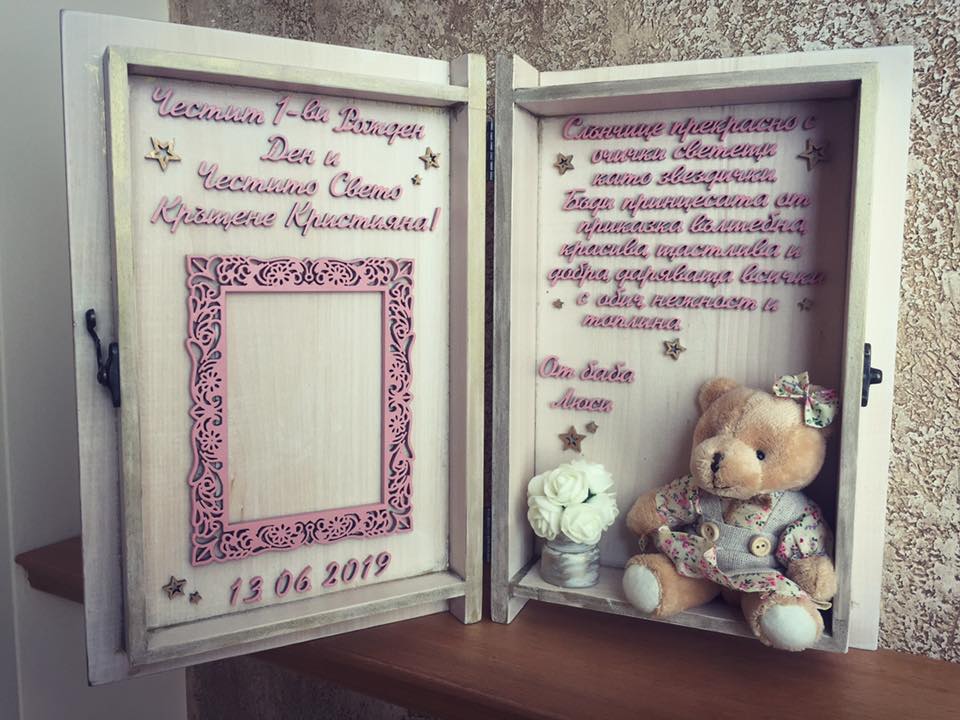 Честит 1-ви Рожден
Ден и
Честито Свето
Кръщене Кристияна!
13 06 2019
Слънчице прекрасно с
очички светещи
като звездички.
Бъди принцесата от
приказка вълшебна,
красива, щастлива и
добра даряваща всички
с обич нежност и
топлина
От баба
Люси